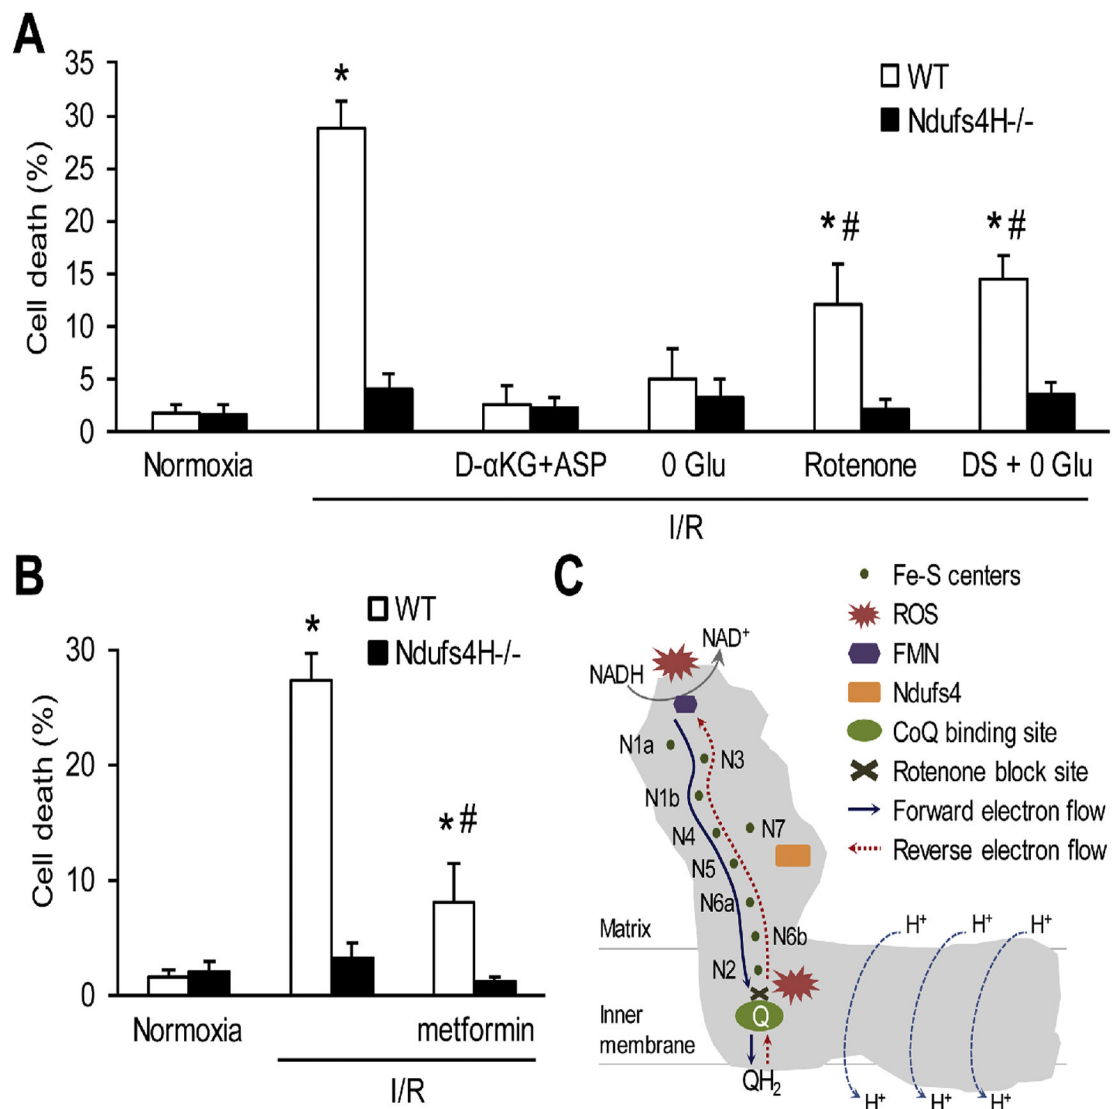 A
35
30
25
20
15
10
5
0
Cell death (%)
* 
*#
*#
WT
Ndufs4H-/-
Normoxia
D-αKG+ASP
0 Glu
Rotenone
DS + 0 Glu
I/R
B
30
20
10
0
Cell death (%)
*
*#
WT
Ndufs4H-/-
Normoxia
metformin
I/R
C
Fe-S centers
ROS
FMN
Ndufs4
CoQ binding site
Rotenone block site
Forward electron flow
Reverse electron flow
NAD⁺
NADH
N1a
N3
N1b
N4
N7
N5
N6a
N6b
N2
Matrix
Inner
membrane
Q
QH₂
H⁺
H⁺
H⁺
H⁺
H⁺
H⁺